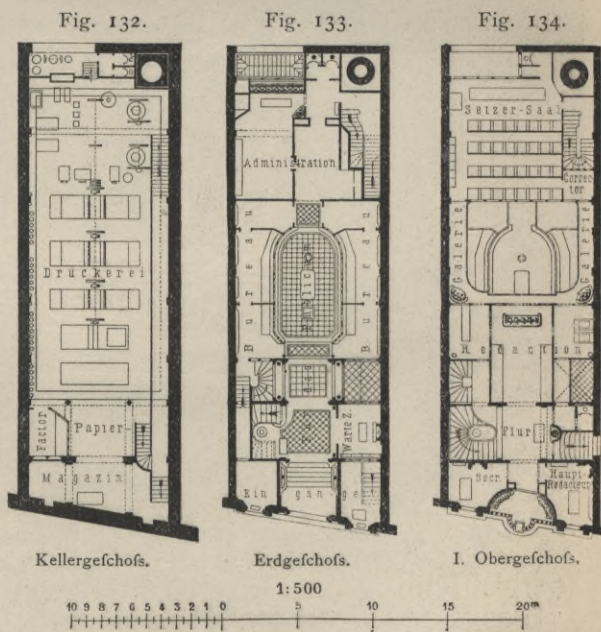 Fig. 132.
Fig. 133.
Fig. 134.
Druckerei
Factor
Papier-
Magazin
Administration
Bureau
Public
Bureau
Warte Z.
Ein gänge
Setzer-Saal
Corrector
Galerie
Galerie
Redaction
Flur
Secr.
Haupt-
Redacteur
Kellergeſchoſs.
Erdgeſchoſs.
I. Obergeſchoſs.
1:500
10 9 8 7 6 5 4 3 2 1 0 5 10 15 20m